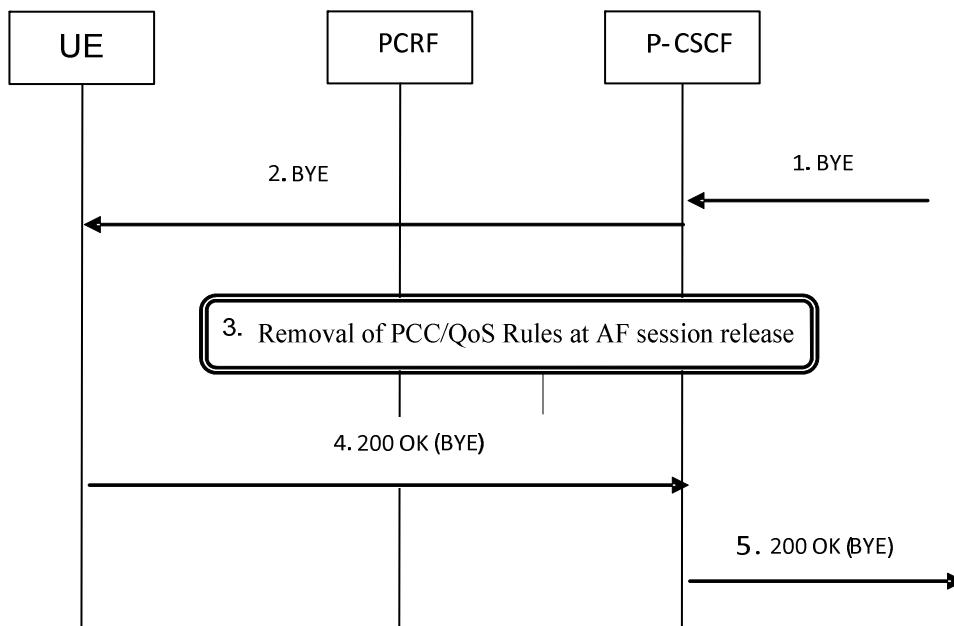 UE
PCRF
P-CSCF
1. BYE
2. BYE
3. Removal of PCC/QoS Rules at AF session release
4. 200 OK (BYE)
5. 200 OK (BYE)